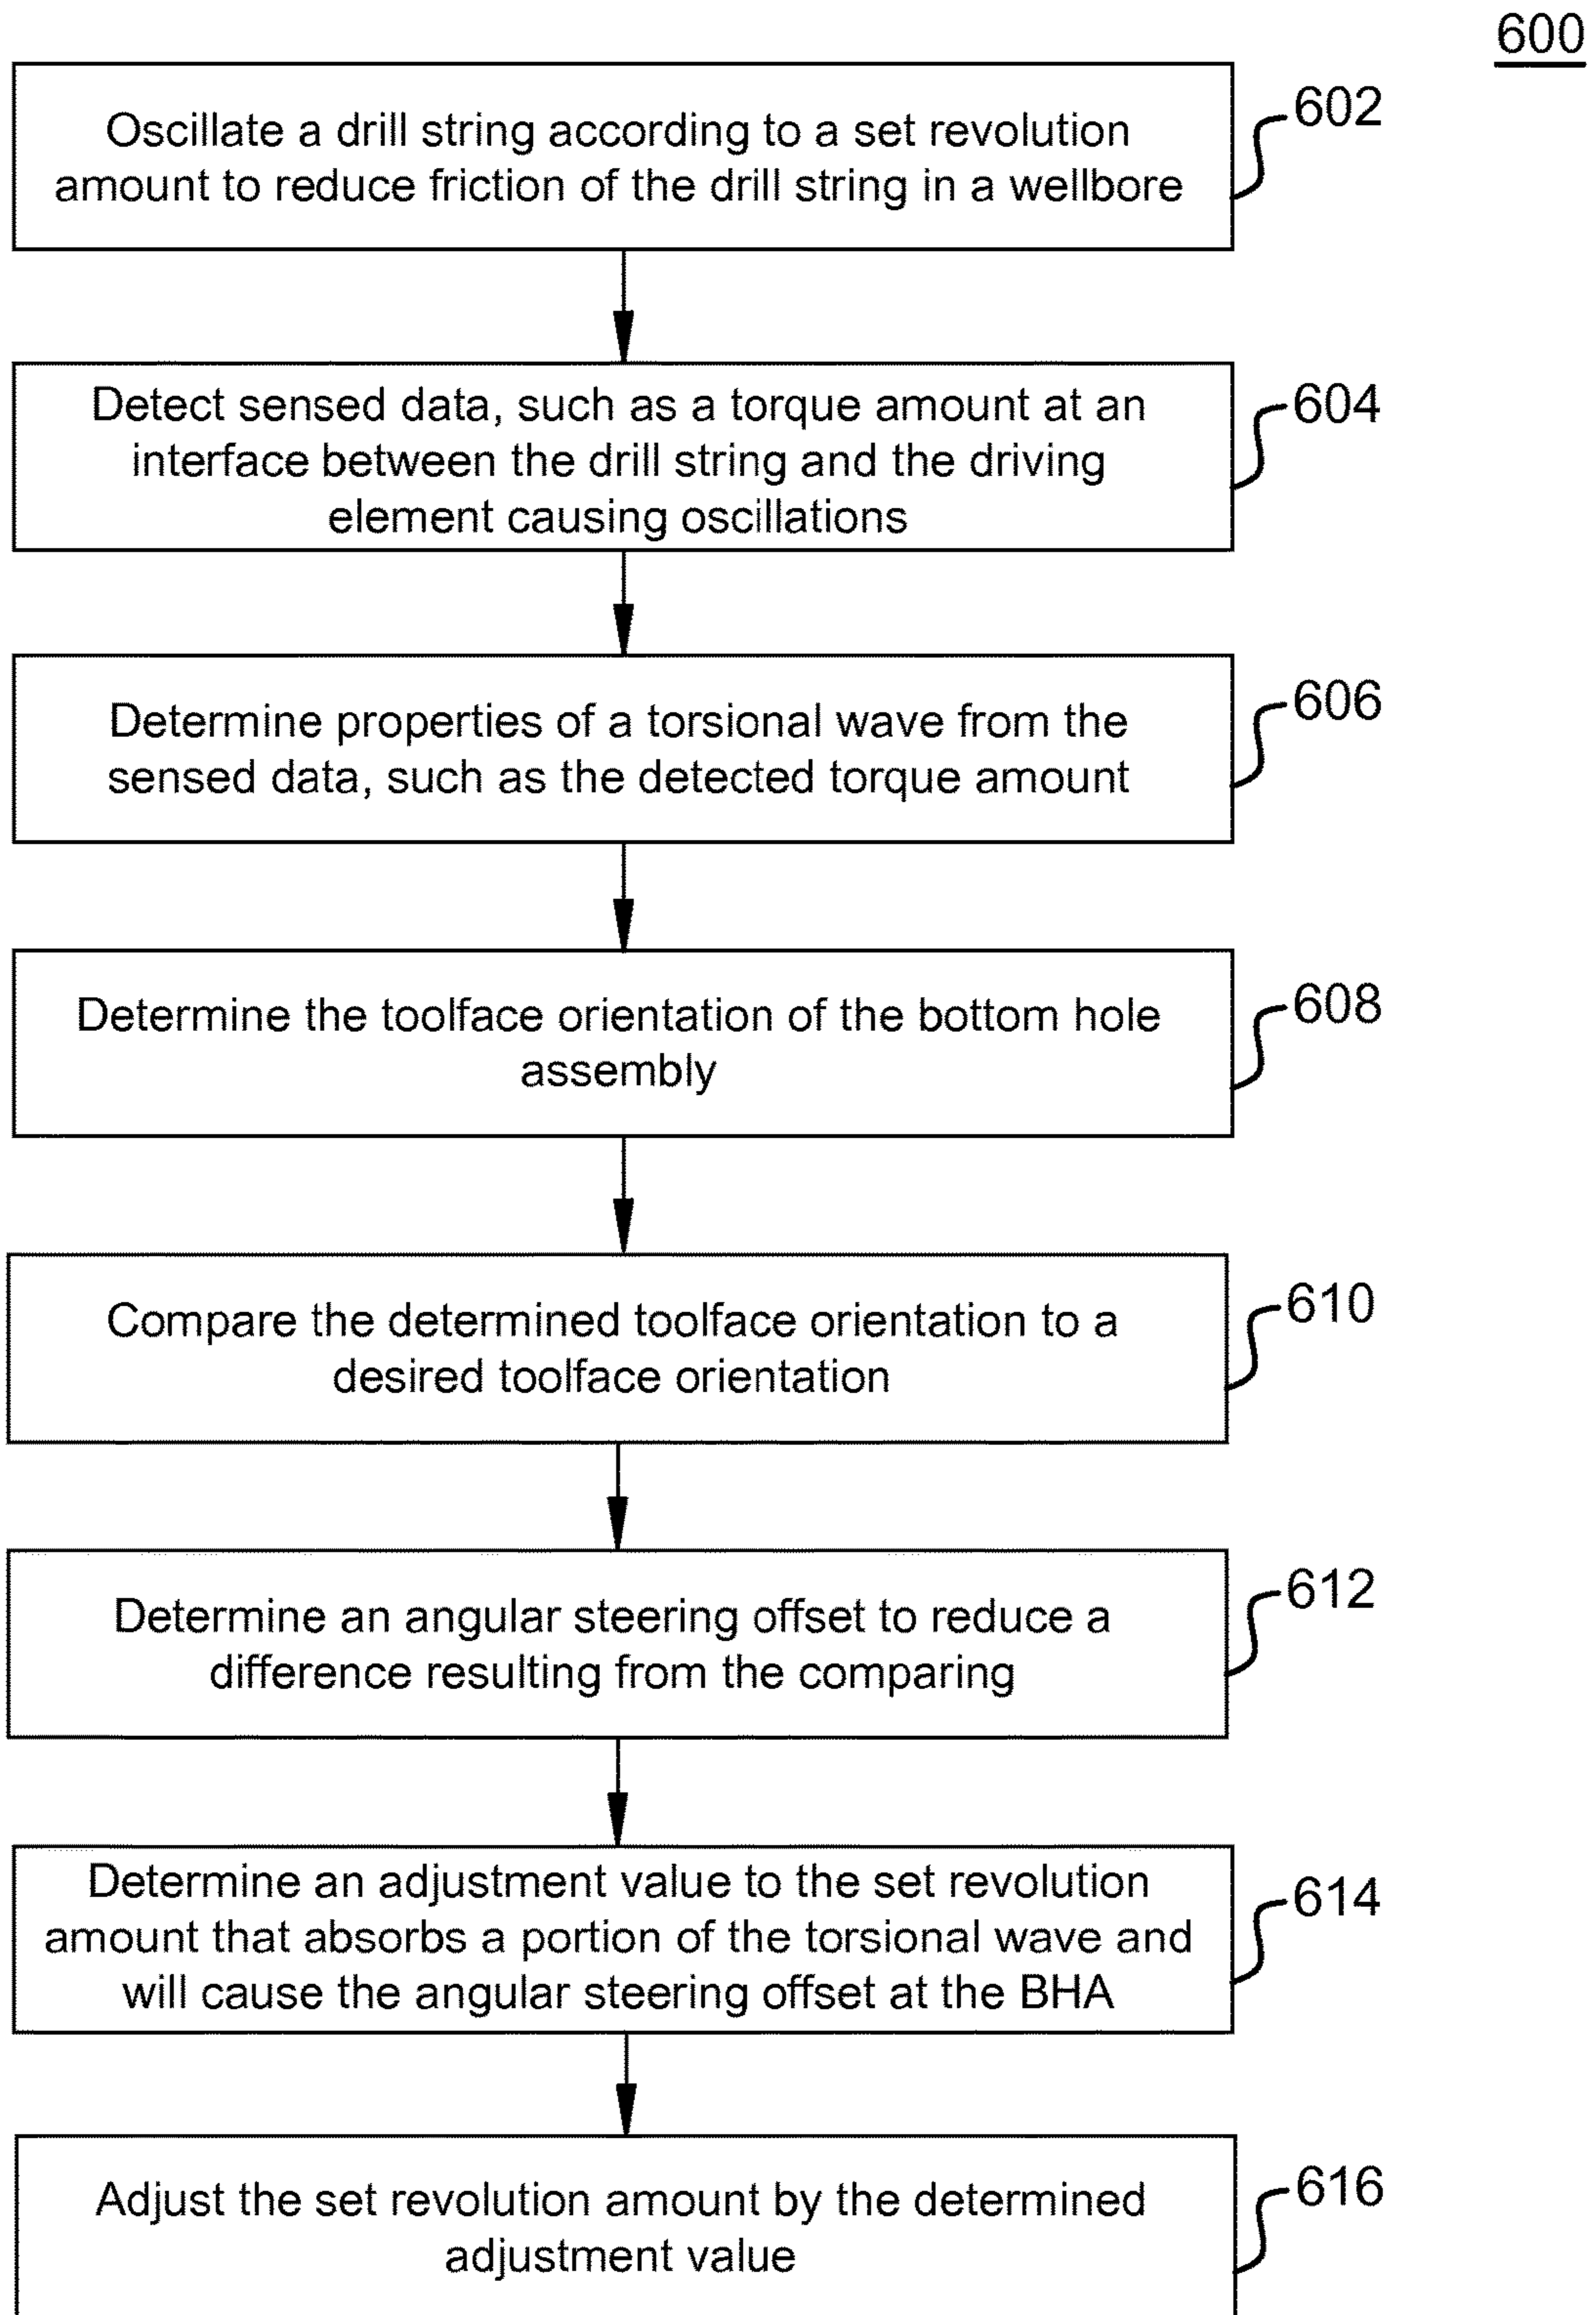 600
Oscillate a drill string according to a set revolution
amount to reduce friction of the drill string in a wellbore
602
Detect sensed data, such as a torque amount at an
interface between the drill string and the driving
element causing oscillations
604
Determine properties of a torsional wave from the
sensed data, such as the detected torque amount
606
Determine the toolface orientation of the bottom hole
assembly
608
Compare the determined toolface orientation to a
desired toolface orientation
610
Determine an angular steering offset to reduce a
difference resulting from the comparing
612
Determine an adjustment value to the set revolution
amount that absorbs a portion of the torsional wave and
will cause the angular steering offset at the BHA
614
Adjust the set revolution amount by the determined
adjustment value
616